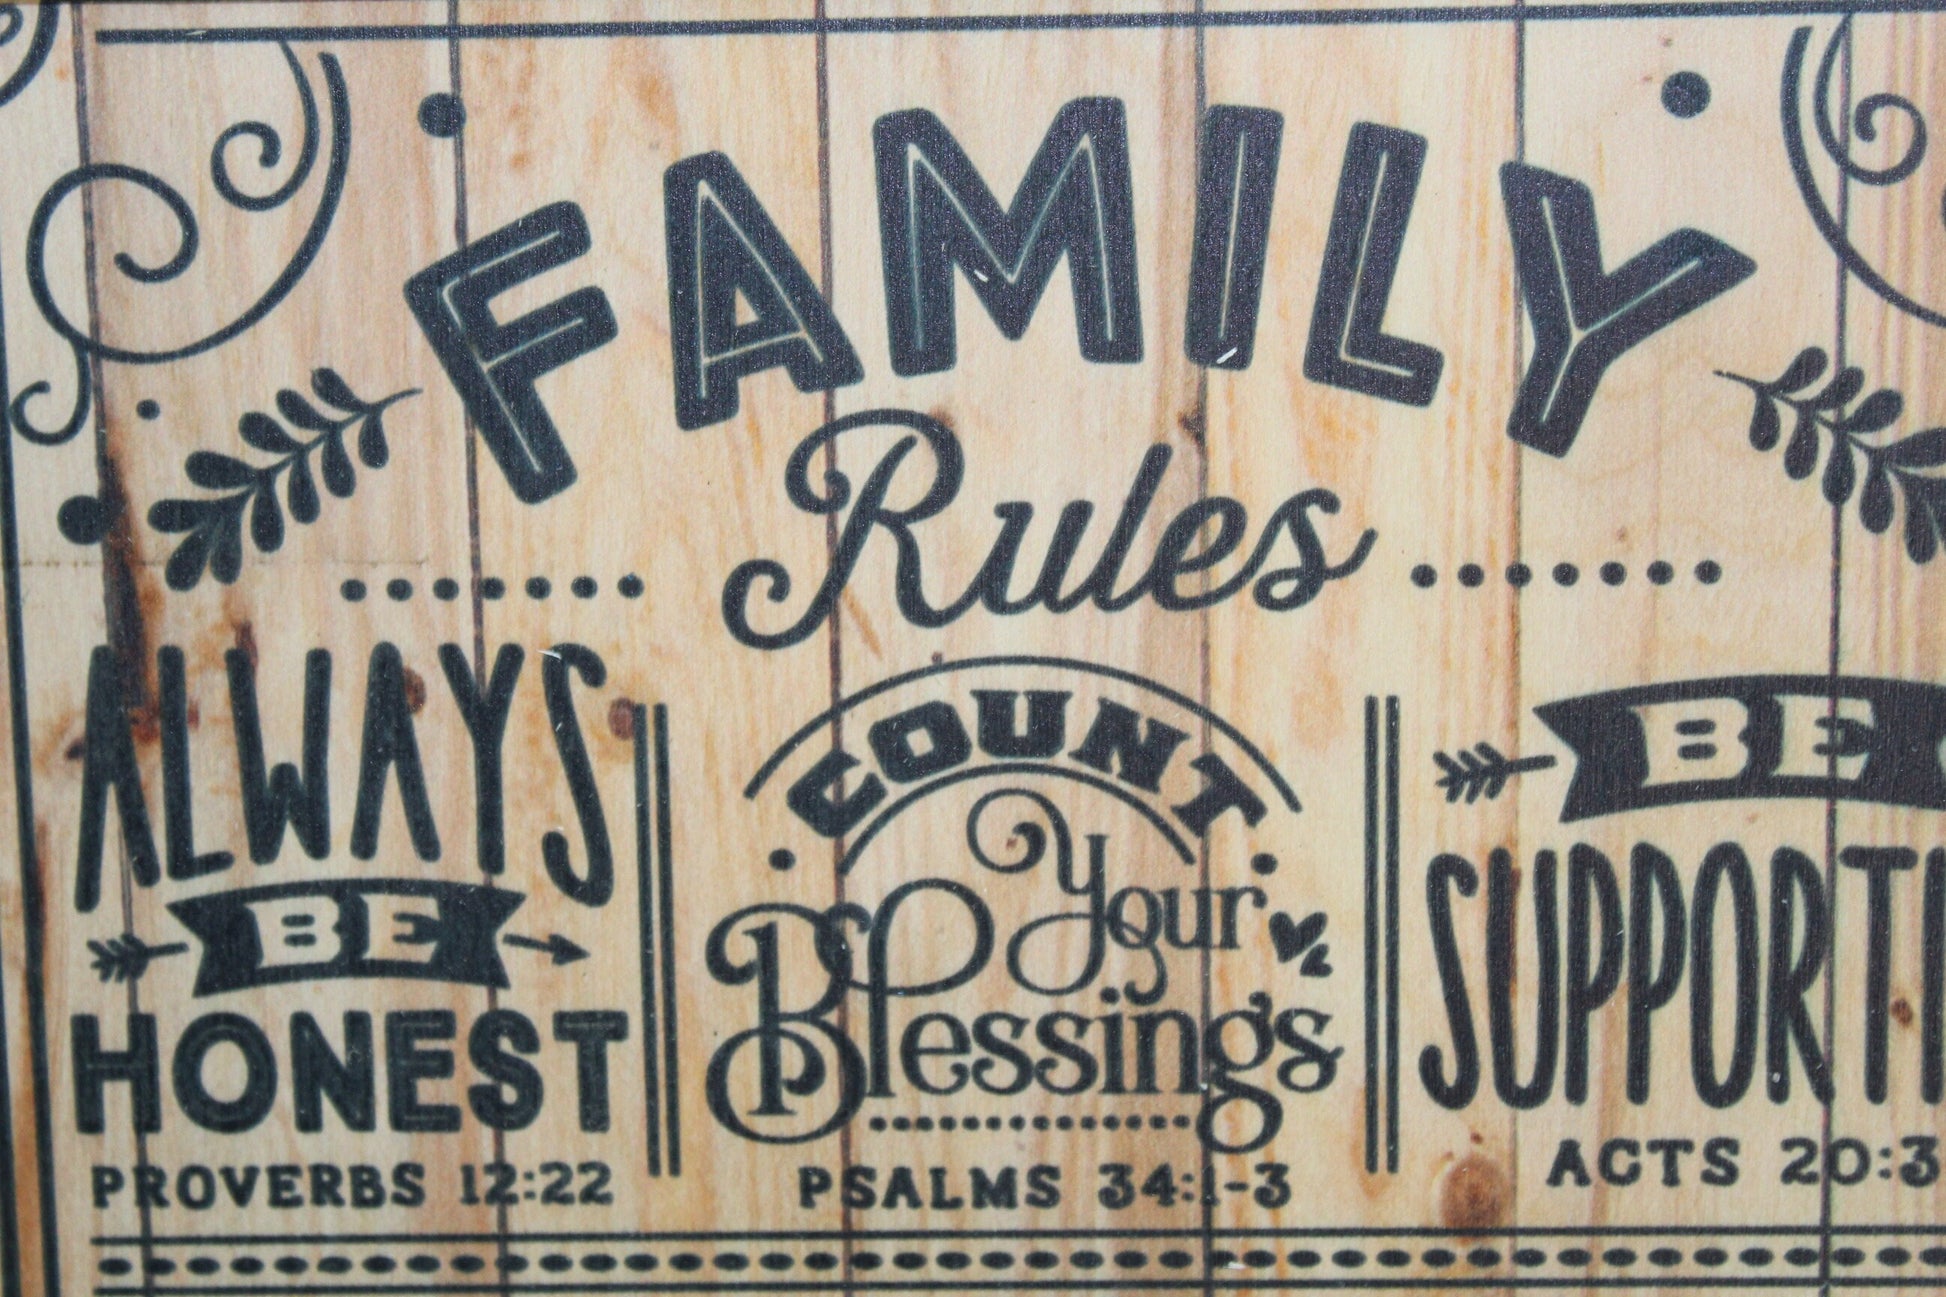 FAMILY
Rules
ALWAYS
BE
HONEST
PROVERBS 12:22
COUNT
Your
Blessings
PSALMS 34:1-3
BE
SUPPORTI
ACTS 20:3